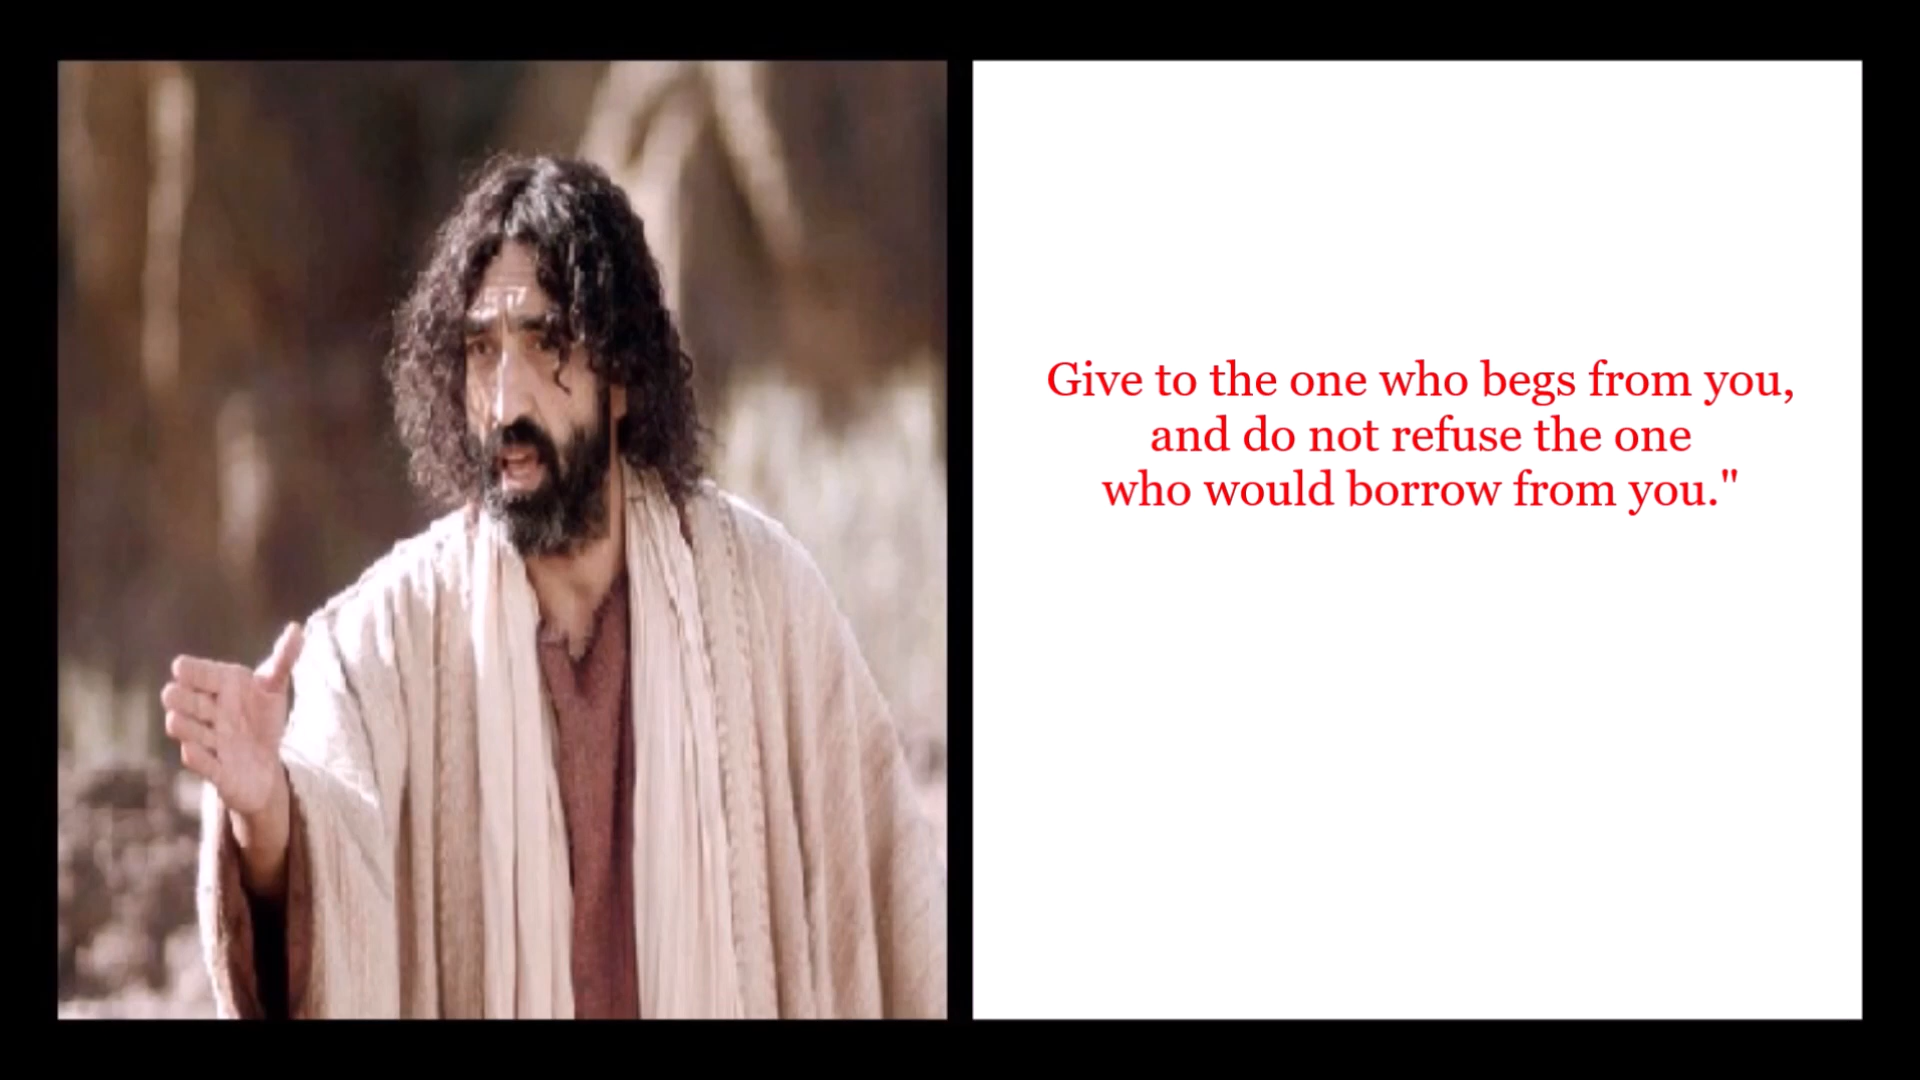 Give to the one who begs from you,
and do not refuse the one
who would borrow from you."